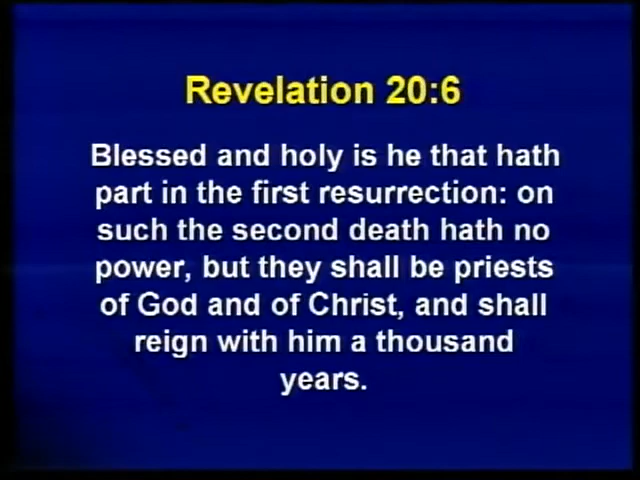 Revelation 20:6
Blessed and holy is he that hath
part in the first resurrection: on
such the second death hath no
power, but they shall be priests
of God and of Christ, and shall
reign with him a thousand
years.